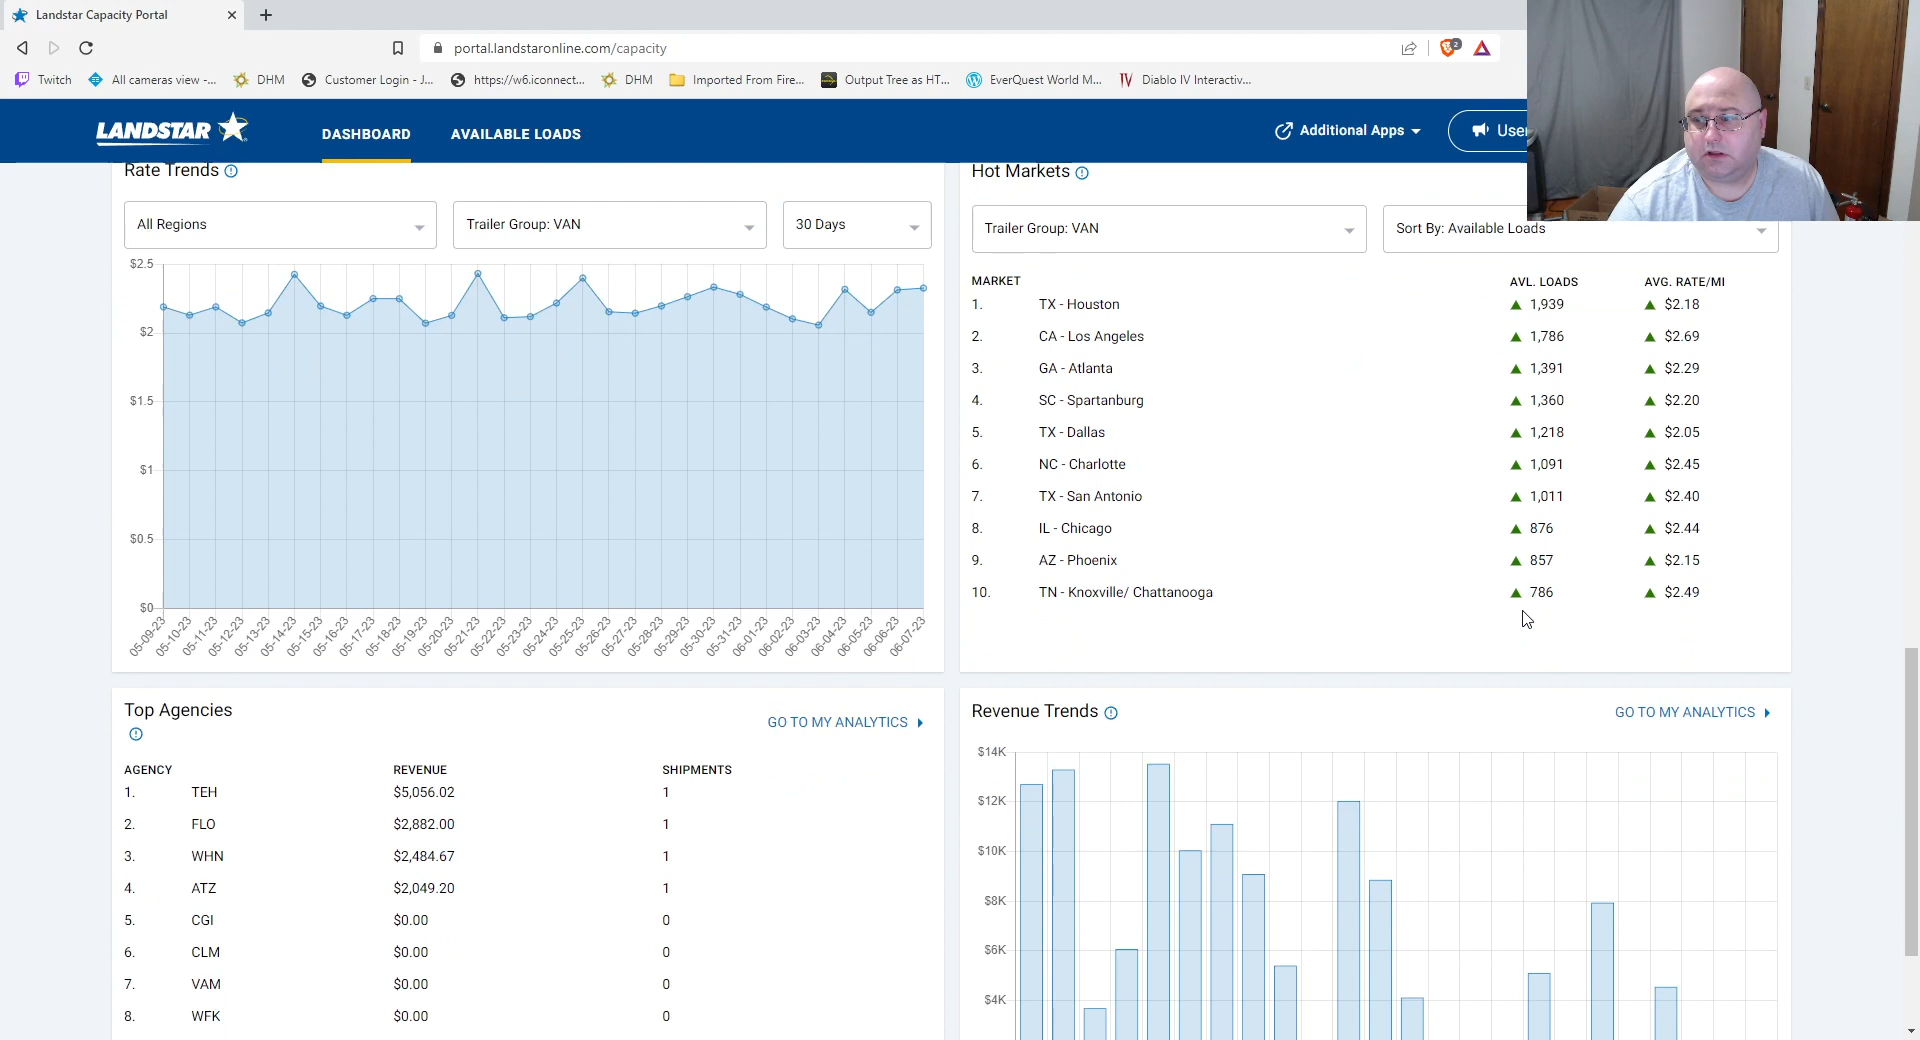 Landstar Capacity Portal
portal.landstaronline.com/capacity
2
Twitch All cameras view -... DHM Customer Login - J... https://w6.iconnect... DHM Imported From Fire... Output Tree as HT... EverQuest World M... Diablo IV Interactiv...
LANDSTAR DASHBOARD AVAILABLE LOADS Additional Apps User
Rate Trends
All Regions Trailer Group: VAN 30 Days
$2.5
$2
$1.5
$1
$0.5
$0
05-09-23 05-10-23 05-11-23 05-12-23 05-13-23 05-14-23 05-15-23 05-16-23 05-17-23 05-18-23 05-19-23 05-20-23 05-21-23 05-22-23 05-23-23 05-24-23 05-25-23 05-26-23 05-27-23 05-28-23 05-29-23 05-30-23 05-31-23 06-01-23 06-02-23 06-03-23 06-04-23 06-05-23 06-06-23 06-07-23
Hot Markets
Trailer Group: VAN Sort By: Available Loads
MARKET AVL. LOADS AVG. RATE/MI
1. TX - Houston 1,939 $2.18
2. CA - Los Angeles 1,786 $2.69
3. GA - Atlanta 1,391 $2.29
4. SC - Spartanburg 1,360 $2.20
5. TX - Dallas 1,218 $2.05
6. NC - Charlotte 1,091 $2.45
7. TX - San Antonio 1,011 $2.40
8. IL - Chicago 876 $2.44
9. AZ - Phoenix 857 $2.15
10. TN - Knoxville/ Chattanooga 786 $2.49
Top Agencies
GO TO MY ANALYTICS
AGENCY REVENUE SHIPMENTS
1. TEH $5,056.02 1
2. FLO $2,882.00 1
3. WHN $2,484.67 1
4. ATZ $2,049.20 1
5. CGI $0.00 0
6. CLM $0.00 0
7. VAM $0.00 0
8. WFK $0.00 0
Revenue Trends
GO TO MY ANALYTICS
$14K
$12K
$10K
$8K
$6K
$4K